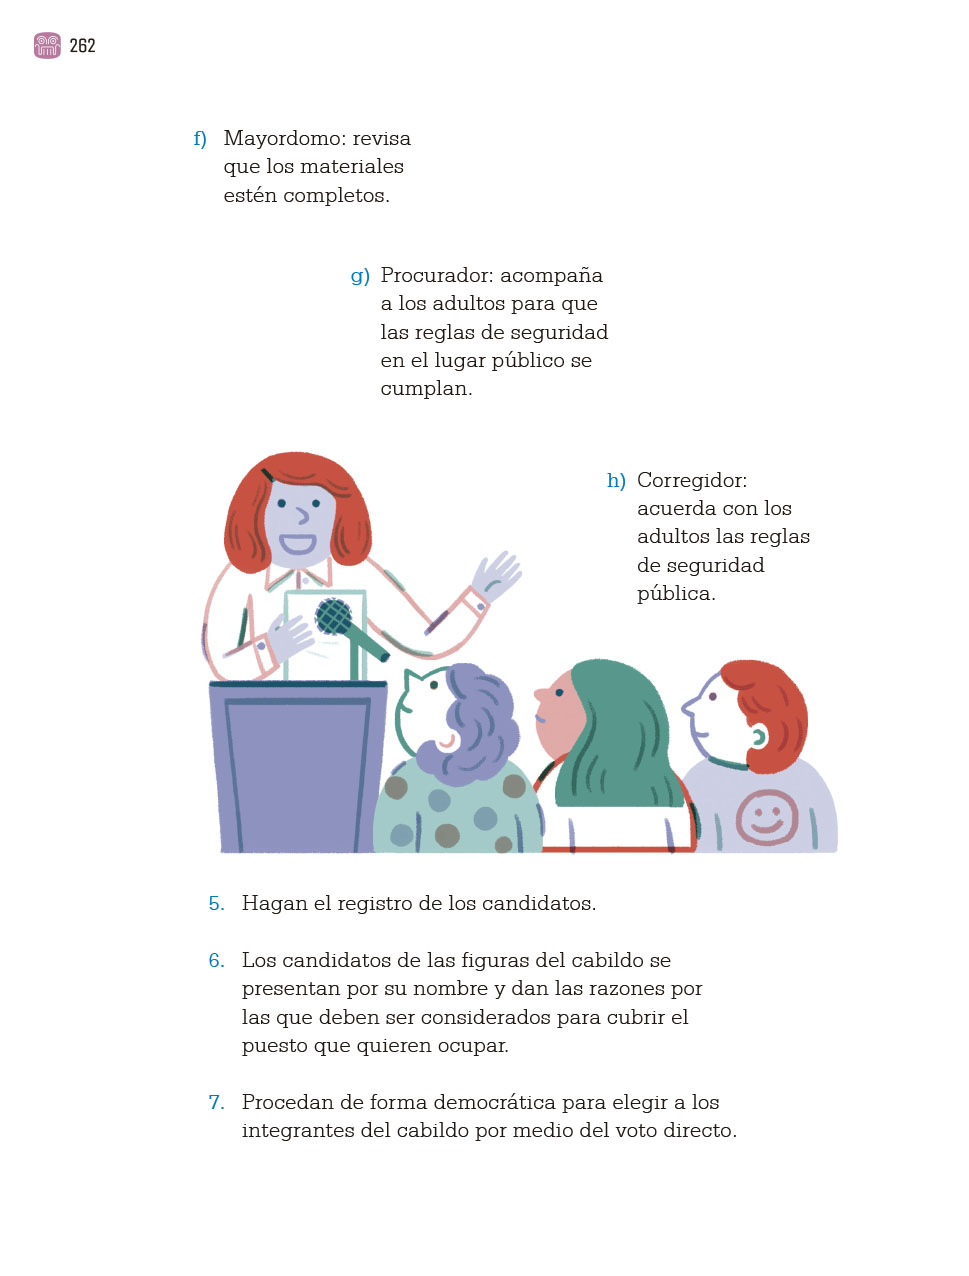 262
f) Mayordomo: revisa
que los materiales
estén completos.
g) Procurador: acompaña
a los adultos para que
las reglas de seguridad
en el lugar público se
cumplan.
h) Corregidor:
acuerda con los
adultos las reglas
de seguridad
pública.
5. Hagan el registro de los candidatos.
6. Los candidatos de las figuras del cabildo se
presentan por su nombre y dan las razones por
las que deben ser considerados para cubrir el
puesto que quieren ocupar.
7. Procedan de forma democrática para elegir a los
integrantes del cabildo por medio del voto directo.